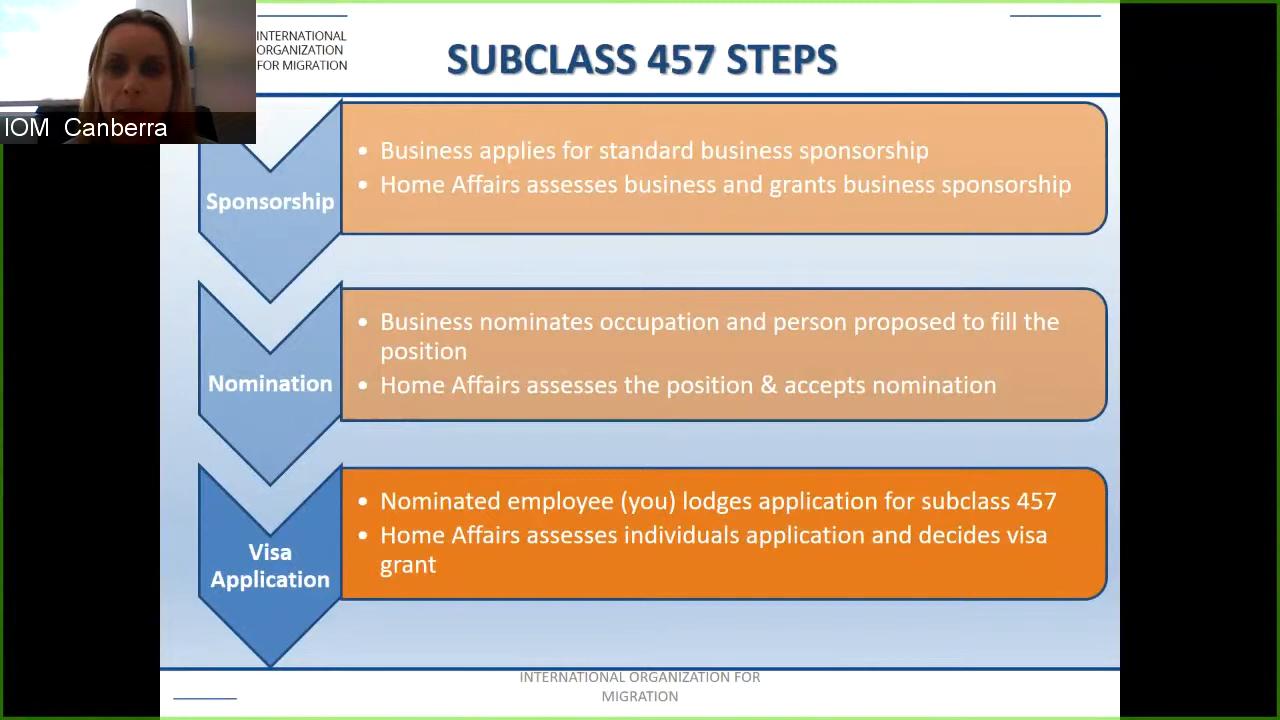 INTERNATIONAL
ORGANIZATION
FOR MIGRATION
SUBCLASS 457 STEPS
IOM Canberra
Sponsorship
• Business applies for standard business sponsorship
• Home Affairs assesses business and grants business sponsorship
Nomination
• Business nominates occupation and person proposed to fill the
position
• Home Affairs assesses the position & accepts nomination
Visa
Application
• Nominated employee (you) lodges application for subclass 457
• Home Affairs assesses individuals application and decides visa
grant
INTERNATIONAL ORGANIZATION FOR
MIGRATION